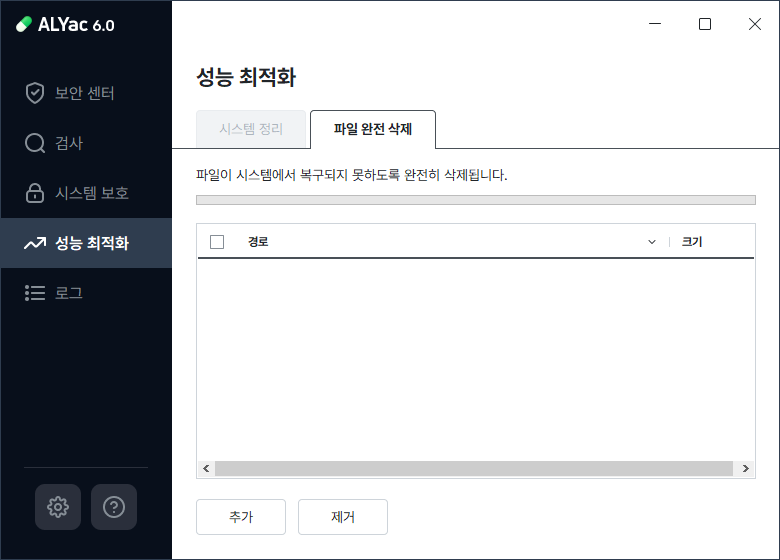 ALYac 6.0
보안 센터
검사
시스템 보호
성능 최적화
로그
성능 최적화
시스템 정리
파일 완전 삭제
파일이 시스템에서 복구되지 못하도록 완전히 삭제됩니다.
경로
크기
추가
제거